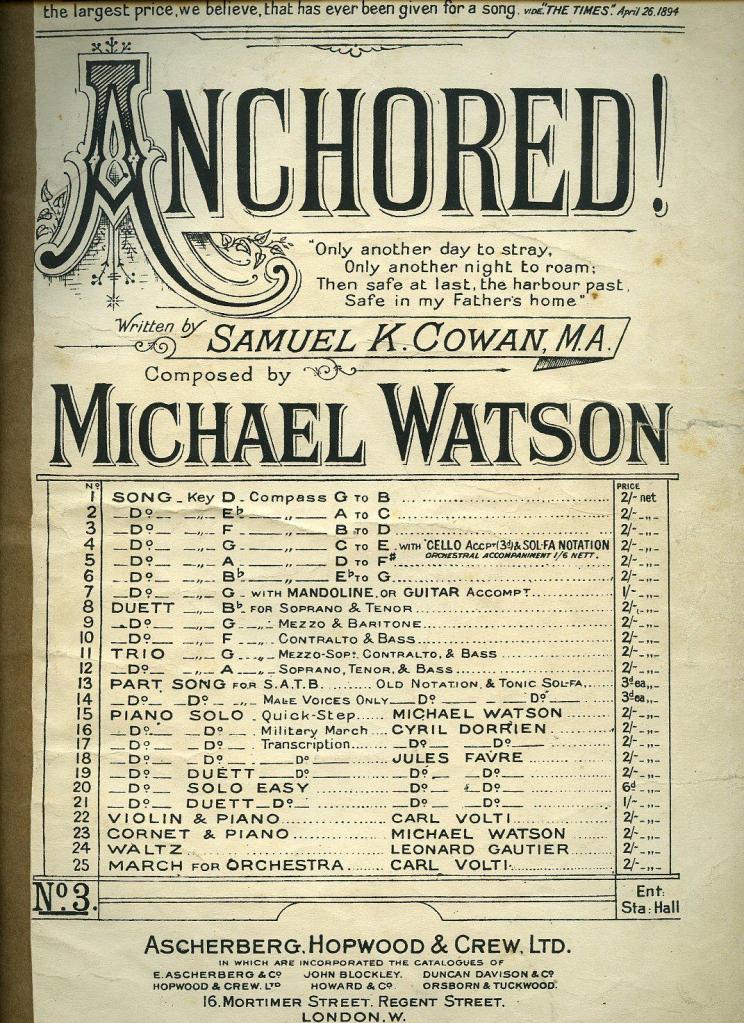 the largest price, we believe, that has ever been given for a song. VIDE "THE TIMES." April 26. 1894
ANCHORED!
"Only another day to stray,
Only another night to roam;
Then safe at last, the harbour past,
Safe in my Father's home"
Written by SAMUEL K. COWAN, M.A.
Composed by
MICHAEL WATSON
Nº PRICE
1 SONG _ Key D _ Compass G TO B ... 2/- net
2 _Dº_ _„_ E♭ _„_ A TO C 2/- _„_
3 _Dº_ _„_ F _„_ B TO D 2/- _„_
4 _Dº_ _„_ G _„_ C TO E. WITH 'CELLO ACCPT (3d) & SOL-FA NOTATION 2/- _„_
ORCHESTRAL ACCOMPANIMENT 1/6 NETT.
5 _Dº_ _„_ A _„_ D TO F# 2/- _„_
6 _Dº_ _„_ B♭ _„_ E♭ TO G 2/- _„_
7 _Dº_ _„_ G _ WITH MANDOLINE, OR GUITAR ACCOMPT. 1/- _„_
8 DUETT _„_ B♭ FOR SOPRANO & TENOR 2/- _„_
9 _Dº_ _„_ G _„_ MEZZO & BARITONE 2/- _„_
10 _Dº_ _„_ F _„_ CONTRALTO & BASS 2/- _„_
11 TRIO _„_ G _„_ MEZZO-SOPº. CONTRALTO, & BASS 2/- _„_
12 _Dº_ _„_ A _„_ SOPRANO, TENOR, & BASS 2/- _„_
13 PART SONG FOR S.A.T.B. OLD NOTATION, & TONIC SOL-FA 3d ea „_
14 _Dº_ _Dº_ _„_ MALE VOICES ONLY _Dº_ _Dº_ 3d ea „_
15 PIANO SOLO _ Quick-Step MICHAEL WATSON 2/- _„_
16 _Dº_ _Dº_ Military March CYRIL DORRIEN 2/- _„_
17 _Dº_ _Dº_ Transcription _Dº_ _Dº_ 2/- _„_
18 _Dº_ _Dº_ _Dº_ JULES FAVRE 2/- _„_
19 _Dº_ DUETT _Dº_ _Dº_ _Dº_ 2/- _„_
20 _Dº_ SOLO EASY _Dº_ _Dº_ 6d _„_
21 _Dº_ DUETT _Dº_ _Dº_ _Dº_ 1/- _„_
22 VIOLIN & PIANO CARL VOLTI 2/- _„_
23 CORNET & PIANO MICHAEL WATSON 2/- _„_
24 WALTZ LEONARD GAUTIER 2/- _„_
25 MARCH FOR ORCHESTRA CARL VOLTI 2/- _„_
Nº 3. Ent:
Sta: Hall
ASCHERBERG, HOPWOOD & CREW, LTD.
IN WHICH ARE INCORPORATED THE CATALOGUES OF
E. ASCHERBERG & Cº JOHN BLOCKLEY. DUNCAN DAVISON & Cº
HOPWOOD & CREW. LTD HOWARD & Cº ORSBORN & TUCKWOOD.
16. MORTIMER STREET. REGENT STREET.
LONDON. W.